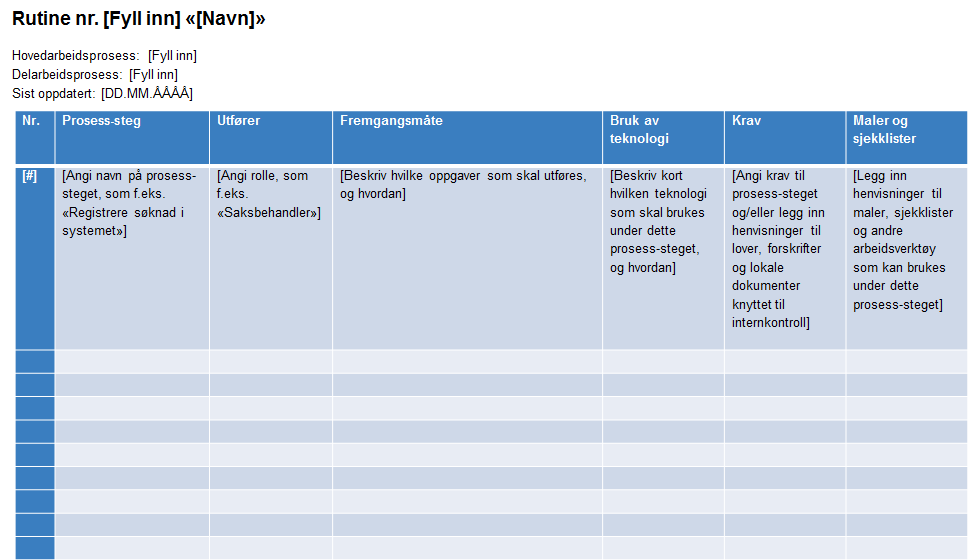 Rutine nr. [Fyll inn] «[Navn]»
Hovedarbeidsprosess: [Fyll inn]
Delarbeidsprosess: [Fyll inn]
Sist oppdatert: [DD.MM.ÅÅÅÅ]
Nr.
Prosess-steg
Utfører
Fremgangsmåte
Bruk av
teknologi
Krav
Maler og
sjekklister
[#]
[Angi navn på prosess-
steget, som f.eks.
«Registrere søknad i
systemet»]
[Angi rolle, som
f.eks.
«Saksbehandler»]
[Beskriv hvilke oppgaver som skal utføres,
og hvordan]
[Beskriv kort
hvilken teknologi
som skal brukes
under dette
prosess-steget,
og hvordan]
[Angi krav til
prosess-steget
og/eller legg inn
henvisninger til
lover, forskrifter
og lokale
dokumenter
knyttet til
internkontroll]
[Legg inn
henvisninger til
maler, sjekklister
og andre
arbeidsverktøy
som kan brukes
under dette
prosess-steget]